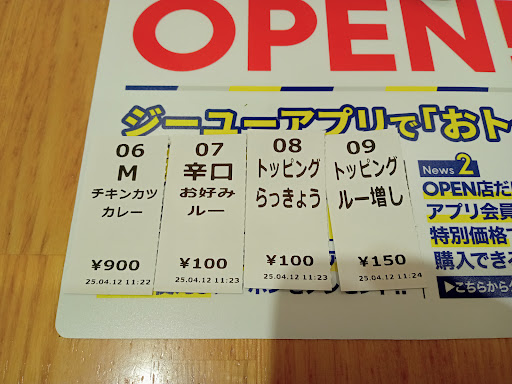 OPEN!
ジーユーアプリで「おト
06
M
チキンカツ
カレー
¥900
25.04.12 11:22
07
辛口
お好み
ルー
¥100
25.04.12 11:23
08
トッピング
らっきょう
¥100
25.04.12 11:23
09
トッピング
ルー増し
¥150
25.04.12 11:24
News 2
OPEN店だ
アプリ会員
特別価格
購入でき
▶こちらから